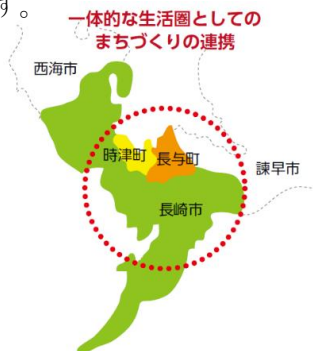 す。
一体的な生活圏としての
まちづくりの連携
西海市
時津町
長与町
諫早市
長崎市